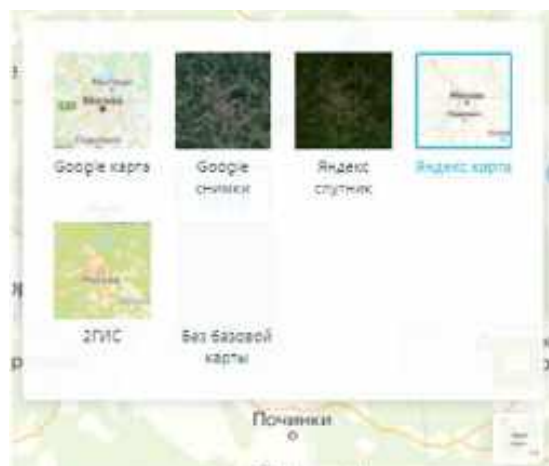 Google карта
Google снимки
Яндекс спутник
Яндекс карта
2ГИС
Без базовой карты
Починки